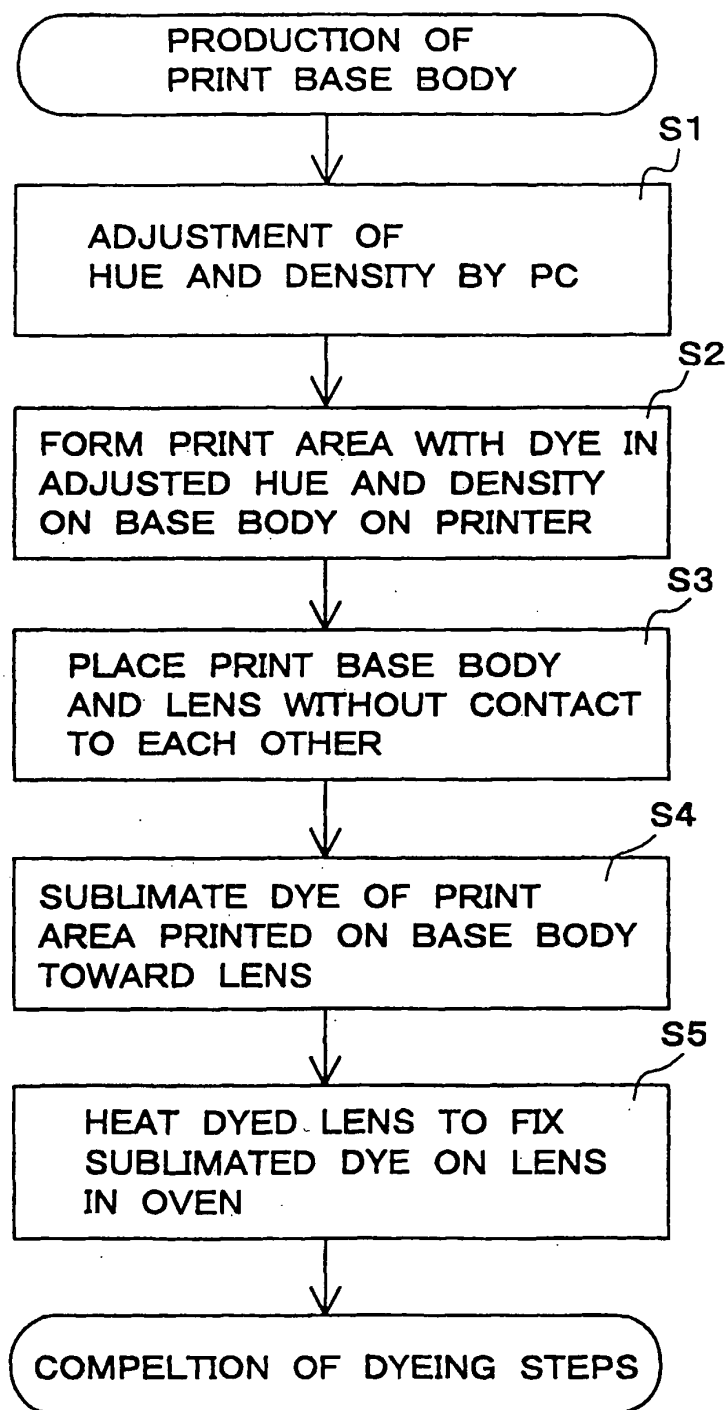 PRODUCTION OF
PRINT BASE BODY
S1
ADJUSTMENT OF
HUE AND DENSITY BY PC
S2
FORM PRINT AREA WITH DYE IN
ADJUSTED HUE AND DENSITY
ON BASE BODY ON PRINTER
S3
PLACE PRINT BASE BODY
AND LENS WITHOUT CONTACT
TO EACH OTHER
S4
SUBLIMATE DYE OF PRINT
AREA PRINTED ON BASE BODY
TOWARD LENS
S5
HEAT DYED LENS TO FIX
SUBLIMATED DYE ON LENS
IN OVEN
COMPELTION OF DYEING STEPS